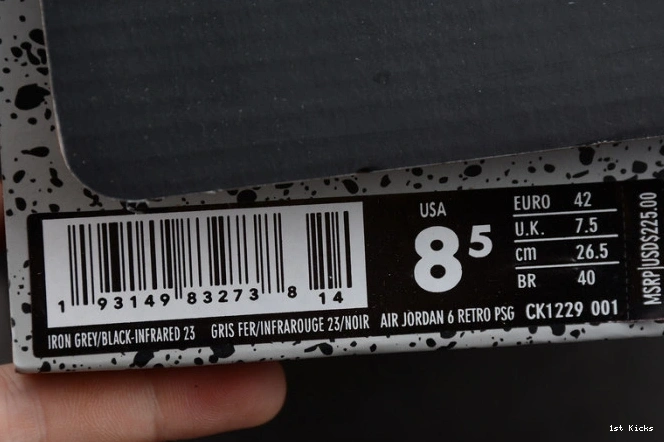 USA
8⁵
EURO 42
U.K. 7.5
cm 26.5
BR 40
MSRP|USD$225.00
1 93149 83273 8 14
IRON GREY/BLACK-INFRARED 23 GRIS FER/INFRAROUGE 23/NOIR AIR JORDAN 6 RETRO PSG CK1229 001
1st Kicks